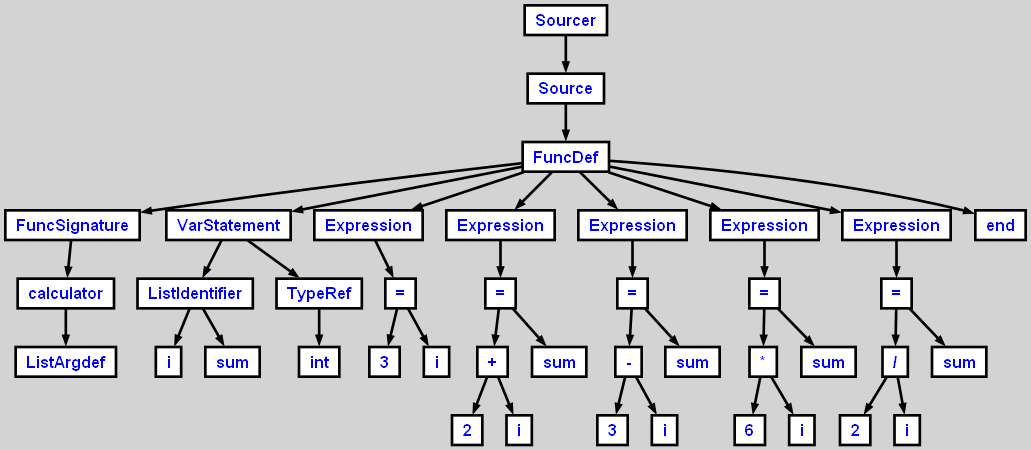 Sourcer
Source
FuncDef
FuncSignature VarStatement Expression Expression Expression Expression Expression end
calculator ListIdentifier TypeRef = = = = =
ListArgdef i sum int 3 i + sum - sum * sum / sum
2 i 3 i 6 i 2 i